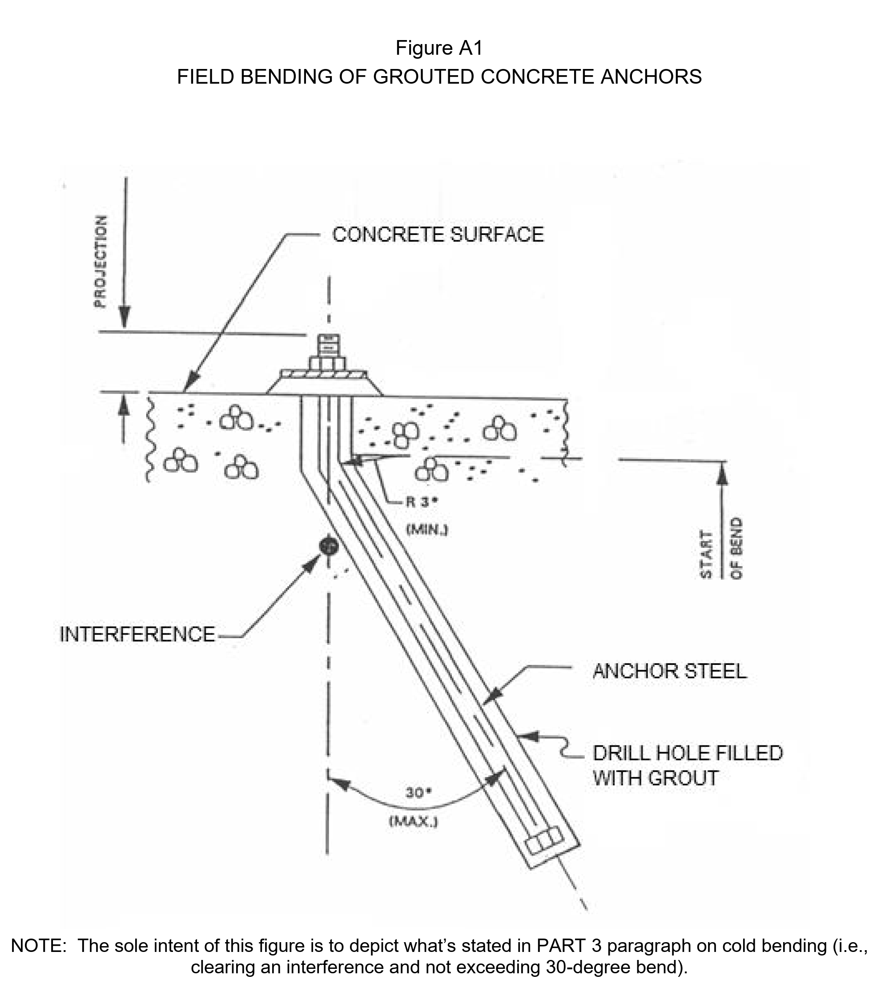 Figure A1
FIELD BENDING OF GROUTED CONCRETE ANCHORS
PROJECTION
CONCRETE SURFACE
R 3"
(MIN.)
START
OF BEND
INTERFERENCE
ANCHOR STEEL
DRILL HOLE FILLED
WITH GROUT
30°
(MAX.)
NOTE:  The sole intent of this figure is to depict what’s stated in PART 3 paragraph on cold bending (i.e.,
clearing an interference and not exceeding 30-degree bend).